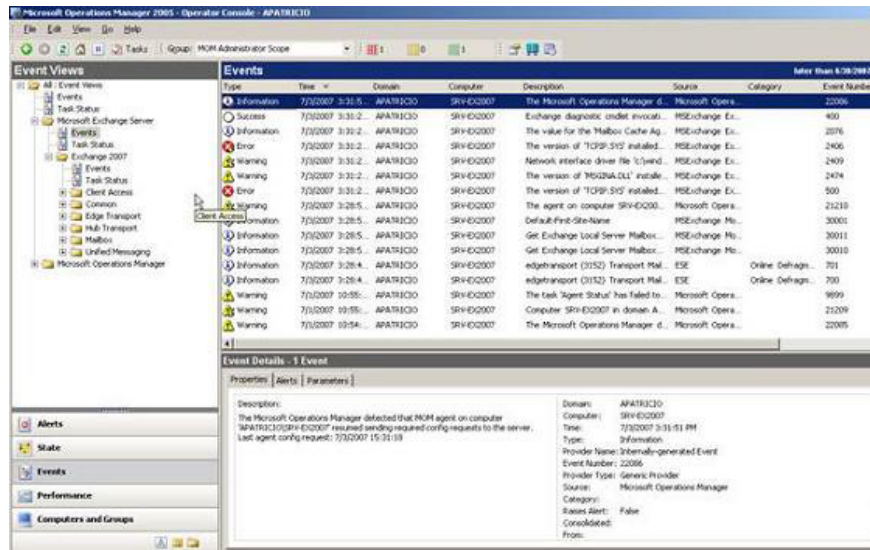 Microsoft Operations Manager 2005 - Operator Console - APATRICIO
File Edit View Go Help
Tasks Group: MOM Administrator Scope 1 0 1
Event Views
All : Event Views
Events
Task Status
Microsoft Exchange Server
Events
Task Status
Exchange 2007
Events
Task Status
Client Access
Common
Edge Transport
Hub Transport
Mailbox
Unified Messaging
Microsoft Operations Manager
Client Access
Alerts
State
Events
Performance
Computers and Groups
Events later than 6/30/2007
Type Time Domain Computer Description Source Category Event Numbe
Information 7/3/2007 3:31:5... APATRICIO SRV-EX2007 The Microsoft Operations Manager d... Microsoft Opera... 22086
Success 7/3/2007 3:31:2... APATRICIO SRV-EX2007 Exchange diagnostic cmdlet invocati... MSExchange Ex... 400
Information 7/3/2007 3:31:2... APATRICIO SRV-EX2007 The value for the 'Mailbox Cache Ag... MSExchange Ex... 2076
Error 7/3/2007 3:31:2... APATRICIO SRV-EX2007 The version of 'TCPIP.SYS' installed... MSExchange Ex... 2406
Warning 7/3/2007 3:31:2... APATRICIO SRV-EX2007 Network interface driver file 'c:\wind... MSExchange Ex... 2409
Warning 7/3/2007 3:31:2... APATRICIO SRV-EX2007 The version of 'MSGINA.DLL' installe... MSExchange Ex... 2474
Error 7/3/2007 3:31:2... APATRICIO SRV-EX2007 The version of 'TCPIP.SYS' installed... MSExchange Ex... 500
Warning 7/3/2007 3:28:5... APATRICIO SRV-EX2007 The agent on computer SRV-EX200... Microsoft Opera... 21210
Information 7/3/2007 3:28:5... APATRICIO SRV-EX2007 Default-First-Site-Name MSExchange Mo... 30001
Information 7/3/2007 3:28:5... APATRICIO SRV-EX2007 Get Exchange Local Server Mailbox... MSExchange Mo... 30011
Information 7/3/2007 3:28:5... APATRICIO SRV-EX2007 Get Exchange Local Server Mailbox... MSExchange Mo... 30010
Information 7/3/2007 3:28:4... APATRICIO SRV-EX2007 edgetransport (3152) Transport Mail... ESE Online Defragm... 701
Information 7/3/2007 3:28:4... APATRICIO SRV-EX2007 edgetransport (3152) Transport Mail... ESE Online Defragm... 700
Warning 7/3/2007 10:55:... APATRICIO SRV-EX2007 The task 'Agent Status' has failed to... Microsoft Opera... 9899
Warning 7/3/2007 10:55:... APATRICIO SRV-EX2007 Computer SRV-EX2007 in domain A... Microsoft Opera... 21209
Warning 7/3/2007 10:54:... APATRICIO SRV-EX2007 The Microsoft Operations Manager d... Microsoft Opera... 22085
Event Details - 1 Event
Properties Alerts Parameters
Description:
The Microsoft Operations Manager detected that MOM agent on computer
"APATRICIO\SRV-EX2007" resumed sending required config requests to the server.
Last agent config request: 7/3/2007 15:31:18
Domain: APATRICIO
Computer: SRV-EX2007
Time: 7/3/2007 3:31:51 PM
Type: Information
Provider Name: Internally-generated Event
Event Number: 22086
Provider Type: Generic Provider
Source: Microsoft Operations Manager
Category:
Raises Alert: False
Consolidated:
From: